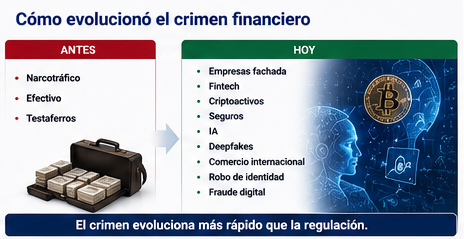 Cómo evolucionó el crimen financiero
ANTES
• Narcotráfico
• Efectivo
• Testaferros
HOY
• Empresas fachada
• Fintech
• Criptoactivos
• Seguros
• IA
• Deepfakes
• Comercio internacional
• Robo de identidad
• Fraude digital
El crimen evoluciona más rápido que la regulación.